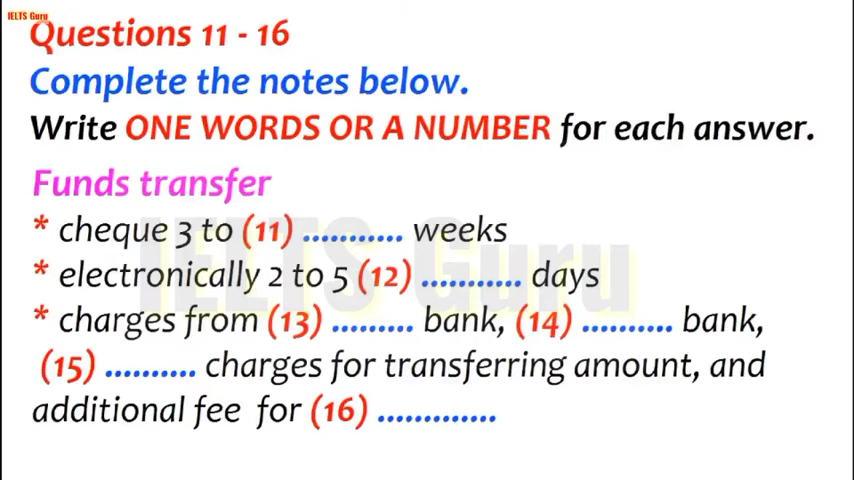 IELTS Guru
Questions 11 - 16
Complete the notes below.
Write ONE WORDS OR A NUMBER for each answer.
Funds transfer
* cheque 3 to (11) ........... weeks
* electronically 2 to 5 (12) ........... days
* charges from (13) ......... bank, (14) .......... bank,
(15) .......... charges for transferring amount, and
additional fee for (16) .............
IELTS Guru